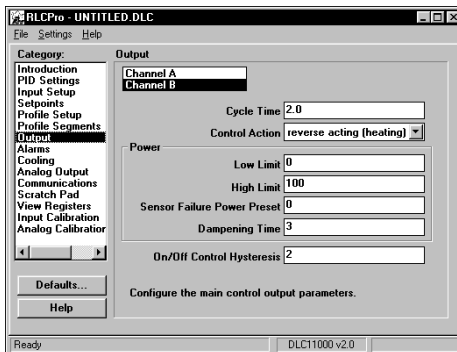 RLCPro - UNTITLED.DLC
File Settings Help
Category:
Introduction
PID Settings
Input Setup
Setpoints
Profile Setup
Profile Segments
Output
Alarms
Cooling
Analog Output
Communications
Scratch Pad
View Registers
Input Calibration
Analog Calibration
Defaults...
Help
Output
Channel A
Channel B
Cycle Time 2.0
Control Action reverse acting (heating)
Power
Low Limit 0
High Limit 100
Sensor Failure Power Preset 0
Dampening Time 3
On/Off Control Hysteresis 2
Configure the main control output parameters.
Ready DLC11000 v2.0